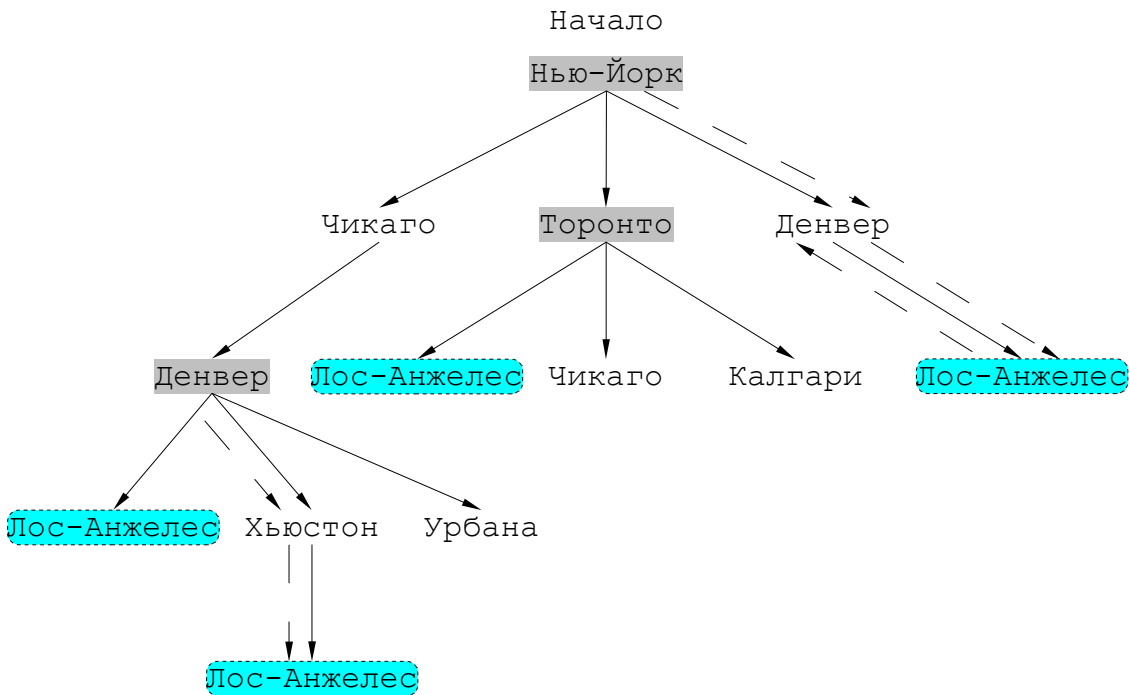 Начало
Нью-Йорк
Чикаго Торонто Денвер
Денвер Лос-Анжелес Чикаго Калгари Лос-Анжелес
Лос-Анжелес Хьюстон Урбана
Лос-Анжелес